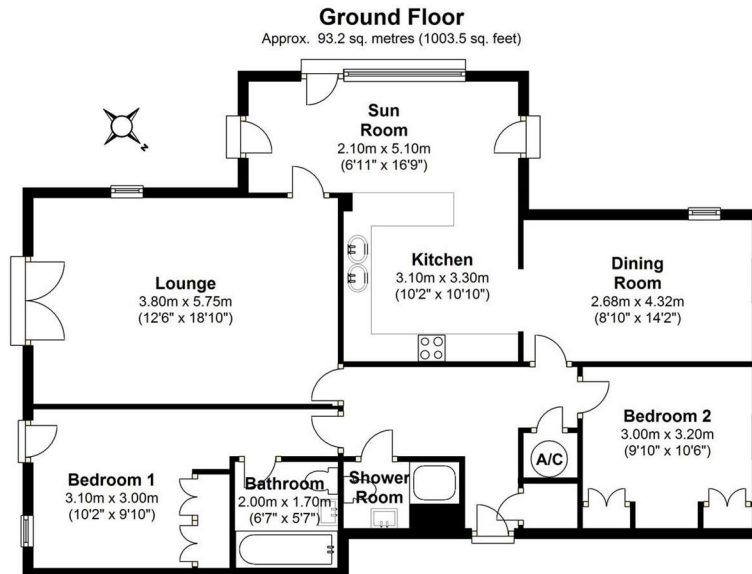 Ground Floor
Approx. 93.2 sq. metres (1003.5 sq. feet)
N
Sun
Room
2.10m x 5.10m
(6'11" x 16'9")
Lounge
3.80m x 5.75m
(12'6" x 18'10")
Kitchen
3.10m x 3.30m
(10'2" x 10'10")
Dining
Room
2.68m x 4.32m
(8'10" x 14'2")
Bedroom 1
3.10m x 3.00m
(10'2" x 9'10")
Bathroom
2.00m x 1.70m
(6'7" x 5'7")
Shower
Room
A/C
Bedroom 2
3.00m x 3.20m
(9'10" x 10'6")